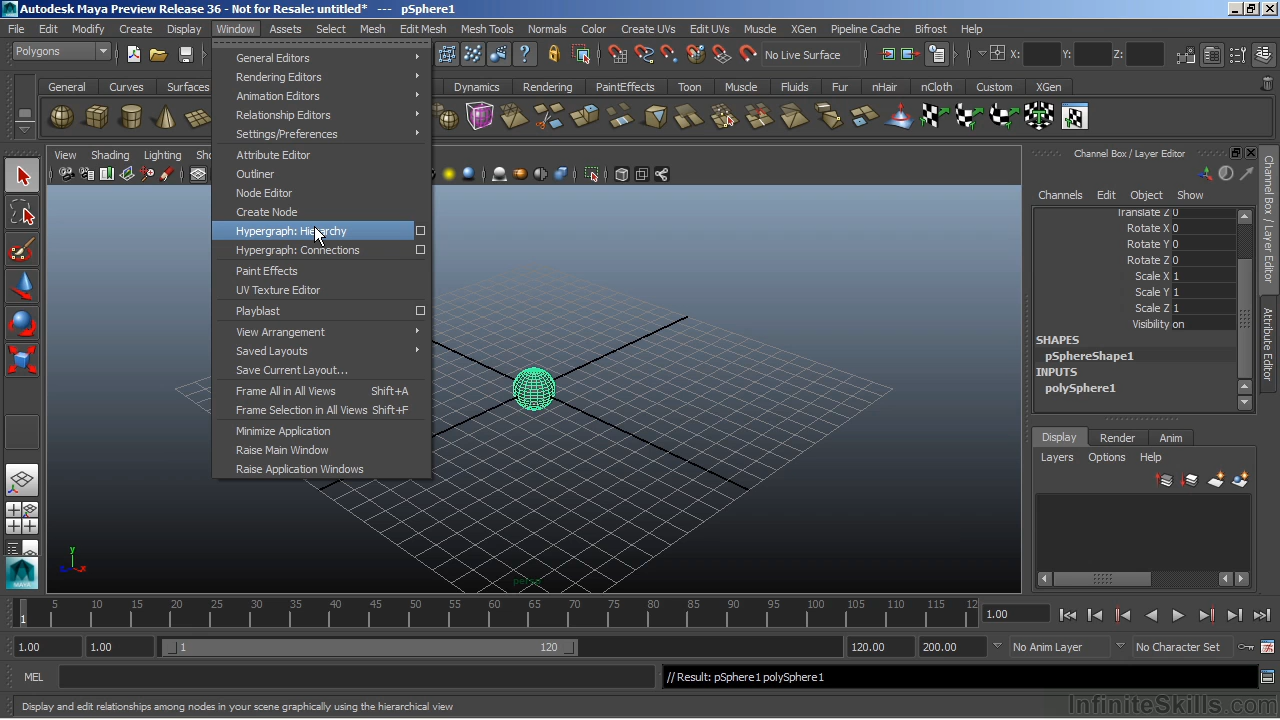 Autodesk Maya Preview Release 36 - Not for Resale: untitled* --- pSphere1
File Edit Modify Create Display Window Assets Select Mesh Edit Mesh Mesh Tools Normals Color Create UVs Edit UVs Muscle XGen Pipeline Cache Bifrost Help
Polygons
No Live Surface
X:
Y:
Z:
General Curves Surfaces
Dynamics Rendering PaintEffects Toon Muscle Fluids Fur nHair nCloth Custom XGen
General Editors
Rendering Editors
Animation Editors
Relationship Editors
Settings/Preferences
Attribute Editor
Outliner
Node Editor
Create Node
Hypergraph: Hierarchy
Hypergraph: Connections
Paint Effects
UV Texture Editor
Playblast
View Arrangement
Saved Layouts
Save Current Layout...
Frame All in All Views Shift+A
Frame Selection in All Views Shift+F
Minimize Application
Raise Main Window
Raise Application Windows
View Shading Lighting Sho
persp
y
Channel Box / Layer Editor
Channels Edit Object Show
Translate Z 0
Rotate X 0
Rotate Y 0
Rotate Z 0
Scale X 1
Scale Y 1
Scale Z 1
Visibility on
SHAPES
pSphereShape1
INPUTS
polySphere1
Display Render Anim
Layers Options Help
Channel Box / Layer Editor
Attribute Editor
MAYA
5 10 15 20 25 30 35 40 45 50 55 60 65 70 75 80 85 90 95 100 105 110 115 12
1
1.00
1.00 1.00 1 120 120.00 200.00 No Anim Layer No Character Set
MEL
// Result: pSphere1 polySphere1
Display and edit relationships among nodes in your scene graphically using the hierarchical view
InfiniteSkills.com